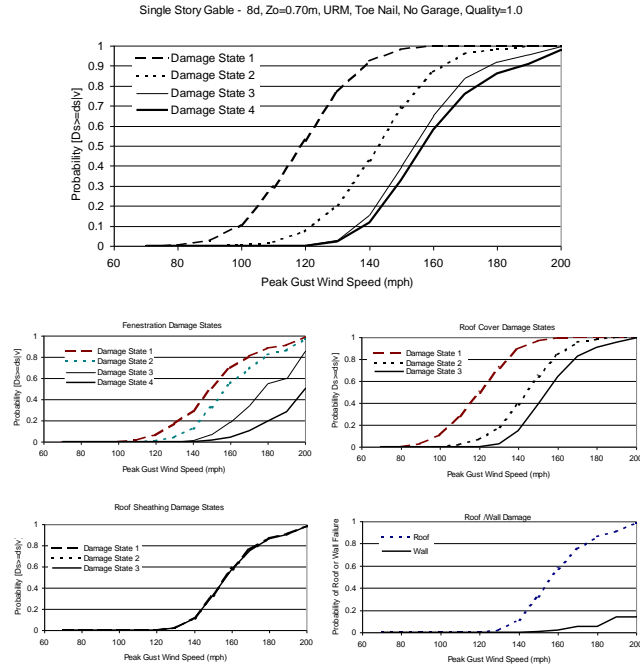 Single Story Gable - 8d, Zo=0.70m, URM, Toe Nail, No Garage, Quality=1.0
Probability [Ds>=ds|v]
1
0.9
0.8
0.7
0.6
0.5
0.4
0.3
0.2
0.1
0
Damage State 1
Damage State 2
Damage State 3
Damage State 4
60 80 100 120 140 160 180 200
Peak Gust Wind Speed (mph)
Fenestration Damage States
Probability [Ds>=ds|v]
1
0.8
0.6
0.4
0.2
0
Damage State 1
Damage State 2
Damage State 3
Damage State 4
60 80 100 120 140 160 180 200
Peak Gust Wind Speed (mph)
Roof Cover Damage States
Probability Ds>=ds|v]
1
0.8
0.6
0.4
0.2
0
Damage State 1
Damage State 2
Damage State 3
60 80 100 120 140 160 180 200
Peak Gust Wind Speed (mph)
Roof Sheathing Damage States
Probability [Ds>=ds|v]
1
0.8
0.6
0.4
0.2
0
Damage State 1
Damage State 2
Damage State 3
60 80 100 120 140 160 180 200
Peak Gust Wind Speed (mph)
Roof /Wall Damage
Probability of Roof or Wall Failure
1
0.8
0.6
0.4
0.2
0
Roof
Wall
60 80 100 120 140 160 180 200
Peak Gust Wind Speed (mph)